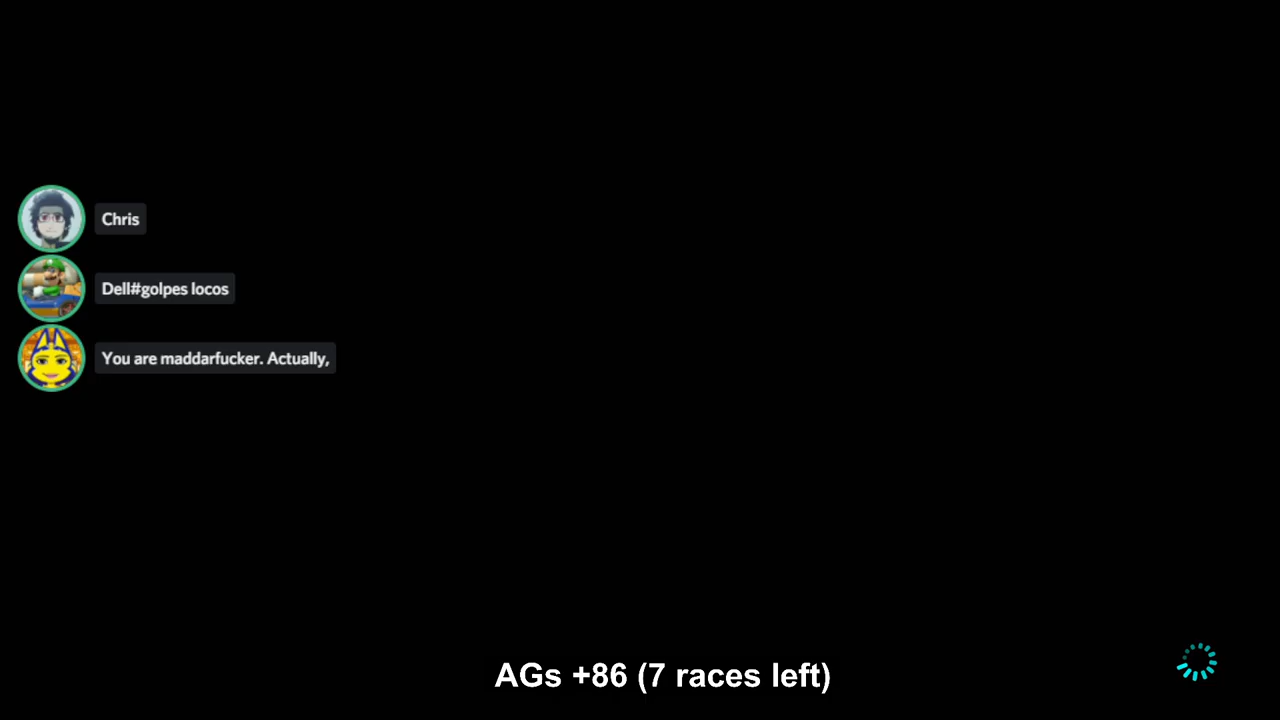 Chris
Dell#golpes locos
You are maddarfucker. Actually,
AGs +86 (7 races left)